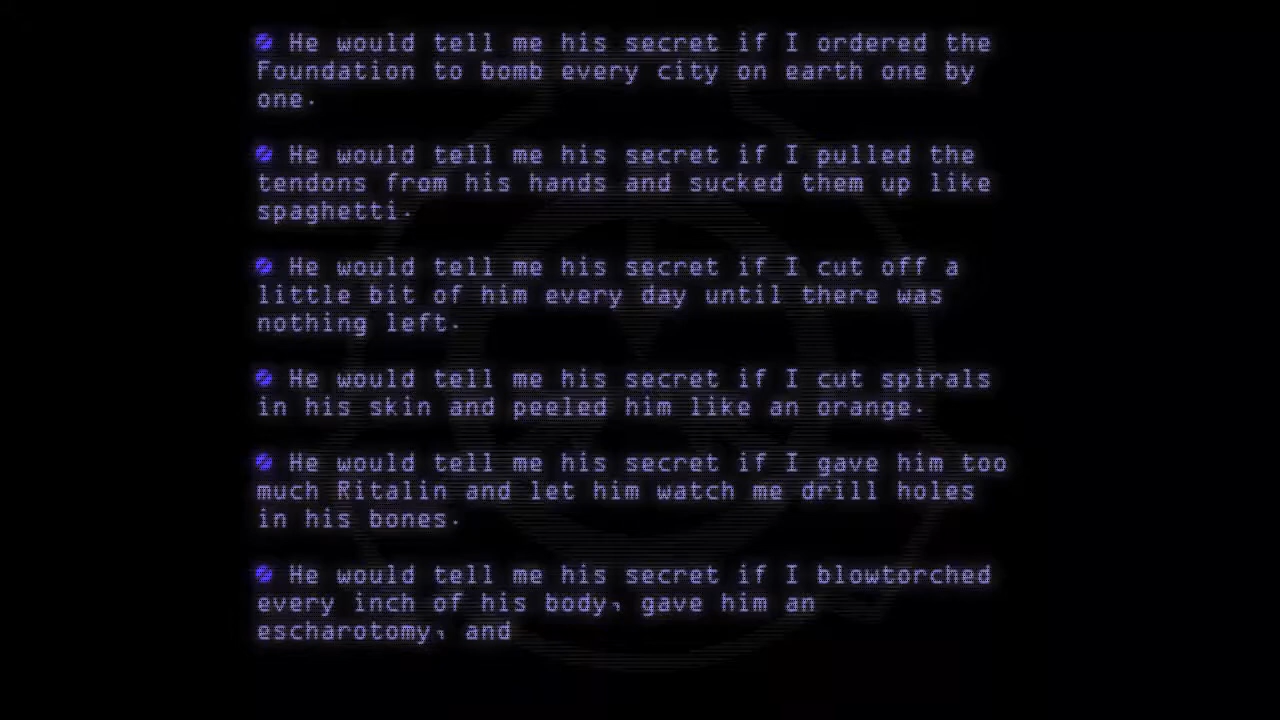 He would tell me his secret if I ordered the
Foundation to bomb every city on earth one by
one.
He would tell me his secret if I pulled the
tendons from his hands and sucked them up like
spaghetti.
He would tell me his secret if I cut off a
little bit of him every day until there was
nothing left.
He would tell me his secret if I cut spirals
in his skin and peeled him like an orange.
He would tell me his secret if I gave him too
much Ritalin and let him watch me drill holes
in his bones.
He would tell me his secret if I blowtorched
every inch of his body, gave him an
escharotomy, and